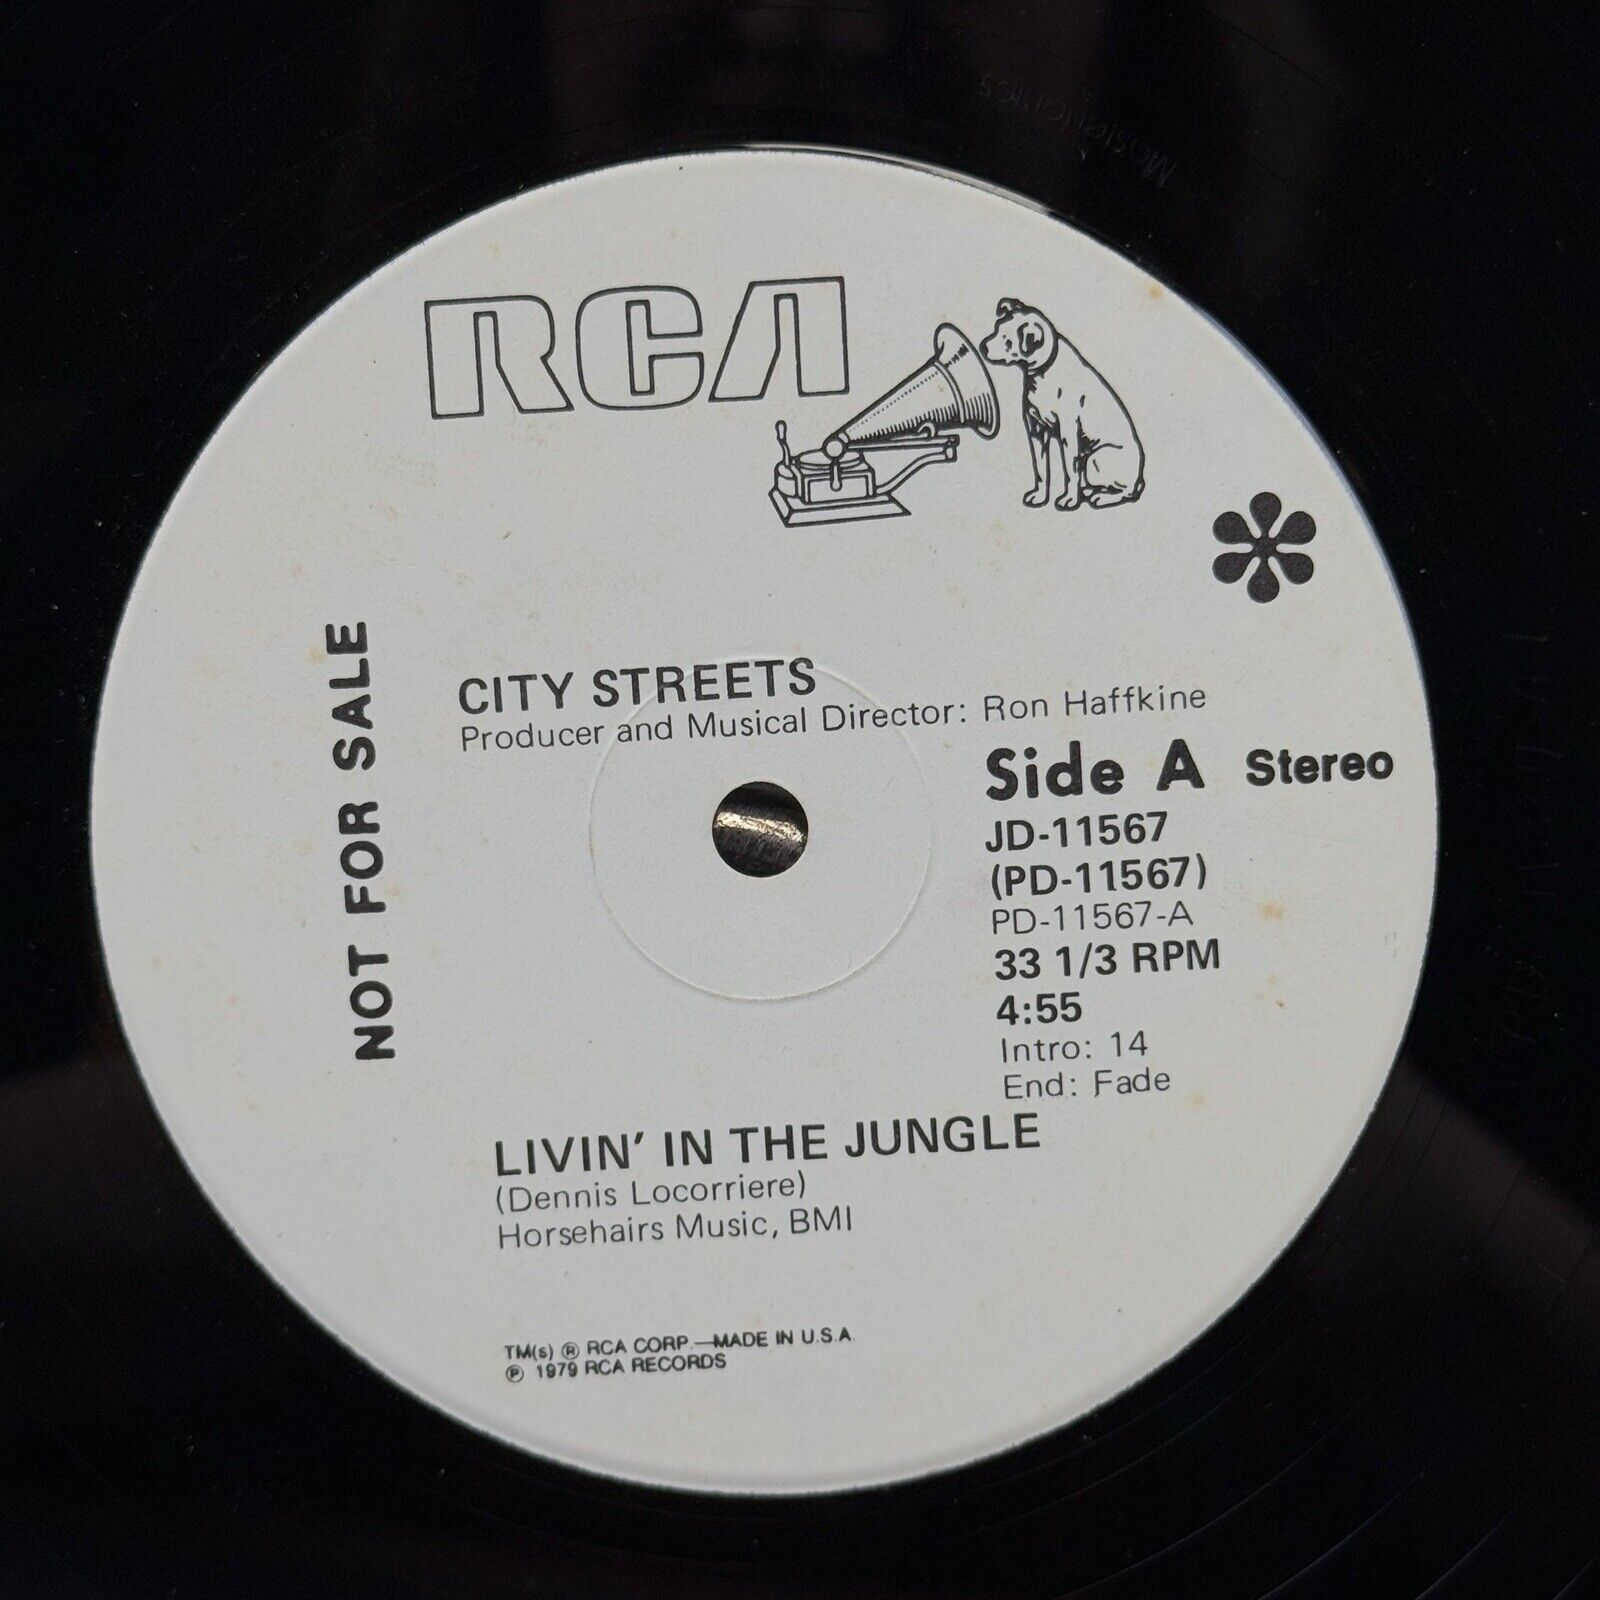 RCA
NOT FOR SALE
CITY STREETS
Producer and Musical Director: Ron Haffkine
Side A Stereo
JD-11567
(PD-11567)
PD-11567-A
33 1/3 RPM
4:55
Intro: 14
End: Fade
LIVIN' IN THE JUNGLE
(Dennis Locorriere)
Horsehairs Music, BMI
TM(s) ® RCA CORP.—MADE IN U.S.A.
℗ 1979 RCA RECORDS